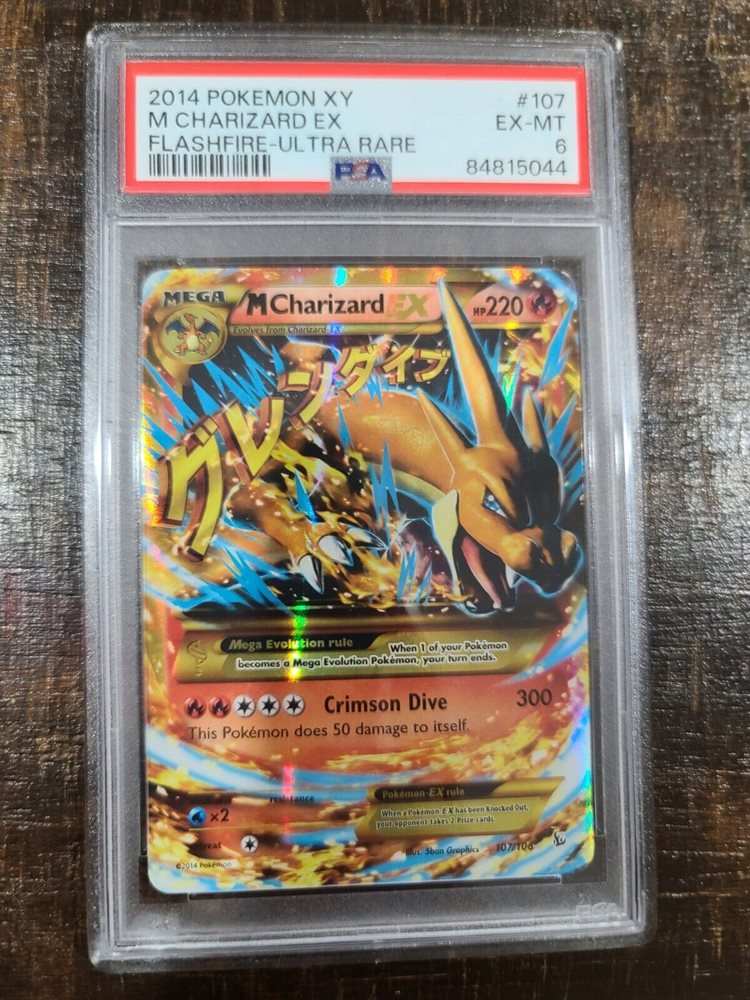 2014 POKEMON XY #107
M CHARIZARD EX EX-MT
FLASHFIRE-ULTRA RARE 6
PSA 84815044
MEGA M Charizard EX HP 220
Evolves from Charizard-EX
グレンダイブ
Mega Evolution rule When 1 of your Pokémon
becomes a Mega Evolution Pokémon, your turn ends.
Crimson Dive 300
This Pokémon does 50 damage to itself.
resistance Pokémon-EX rule
×2 When a Pokémon-EX has been Knocked Out,
your opponent takes 2 Prize cards.
illus. 5ban Graphics 107/106 XY
©2014 Pokémon